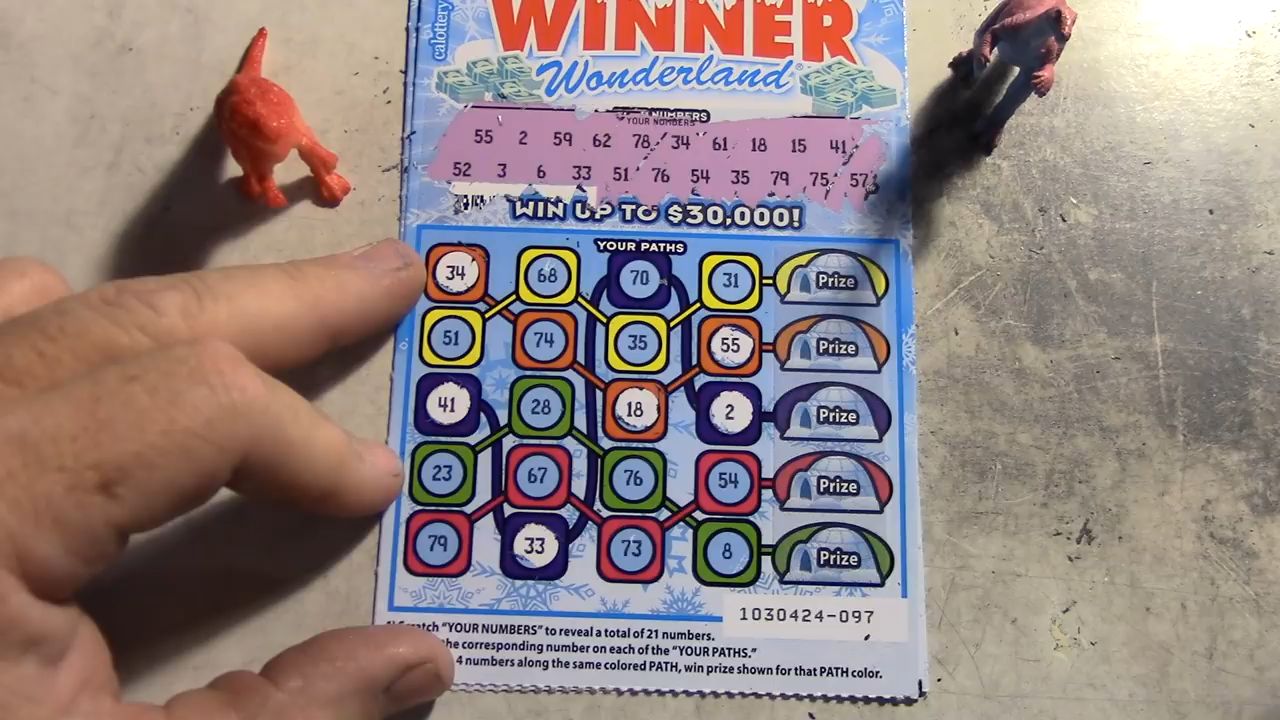 calottery
WINNER
Wonderland®
YOUR NUMBERS
55 2 59 62 78 34 61 18 15 41
52 3 6 33 51 76 54 35 79 75 57
WIN UP TO $30,000!
YOUR PATHS
34 68 70 31 Prize
51 74 35 55 Prize
41 28 18 2 Prize
23 67 76 54 Prize
79 33 73 8 Prize
1030424-097
"YOUR NUMBERS" to reveal a total of 21 numbers.
corresponding number on each of the "YOUR PATHS."
4 numbers along the same colored PATH, win prize shown for that PATH color.